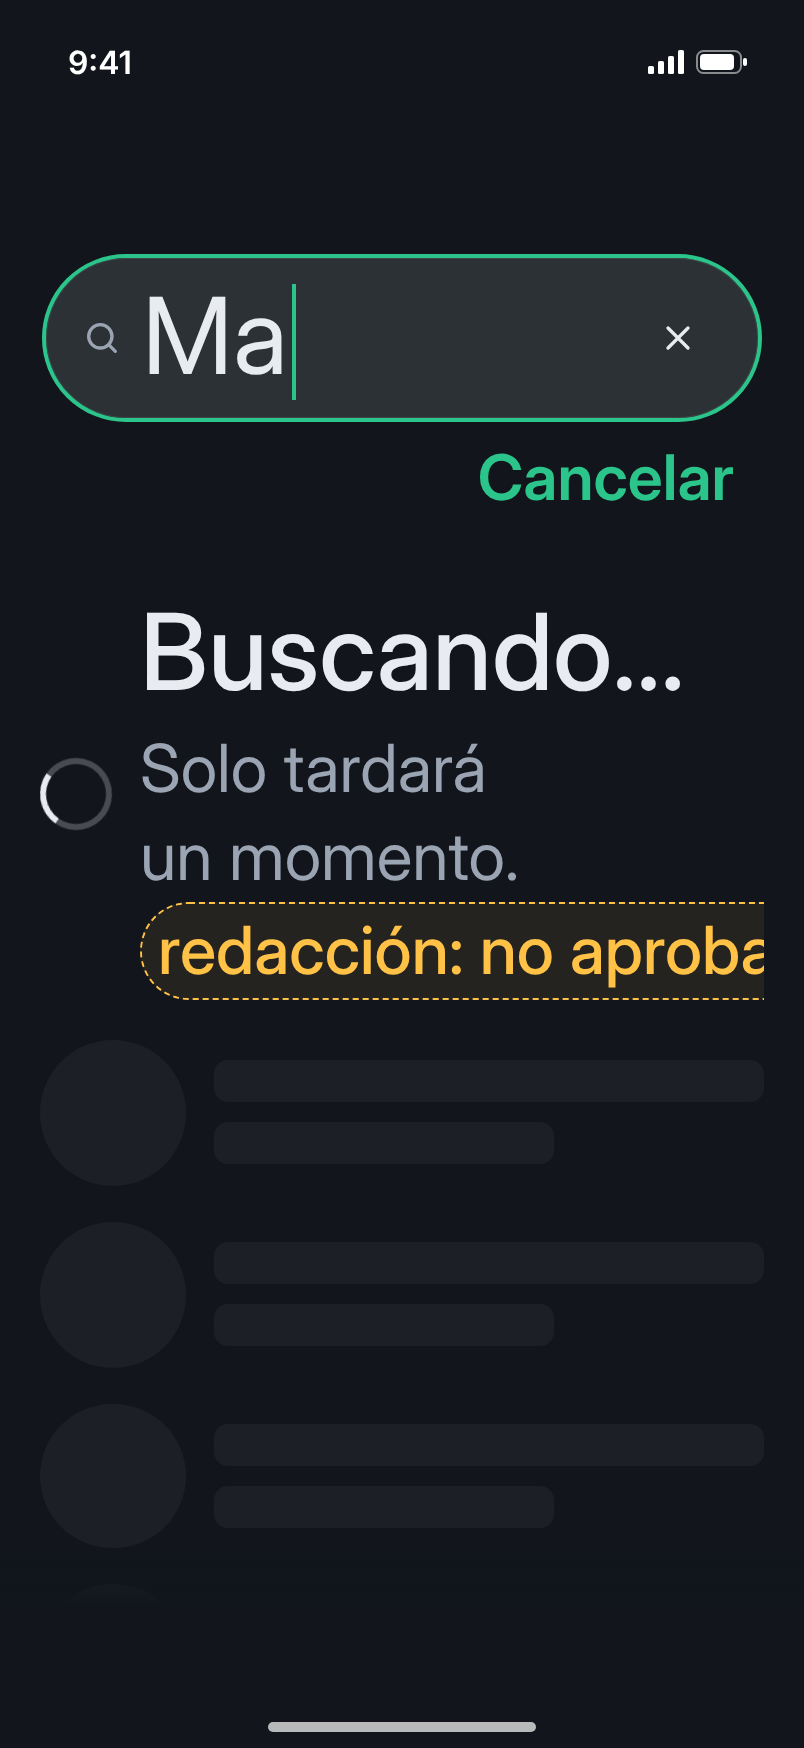 9:41
Ma
Cancelar
Buscando...
Solo tardará
un momento.
redacción: no aproba